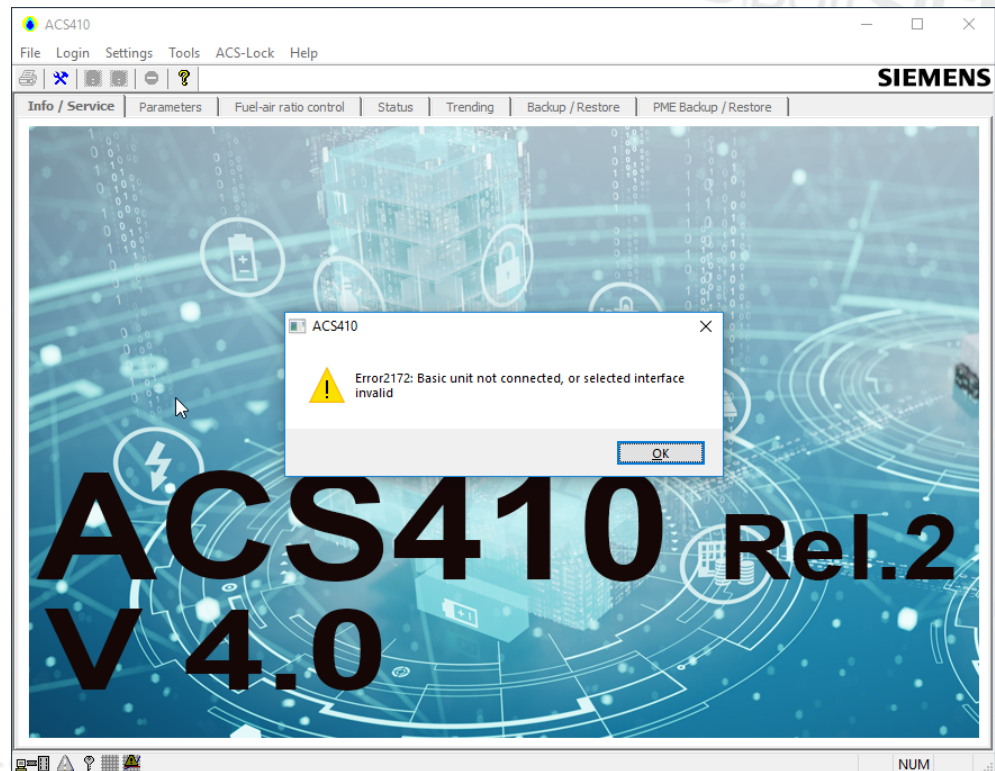 ACS410
File Login Settings Tools ACS-Lock Help
SIEMENS
Info / Service Parameters Fuel-air ratio control Status Trending Backup / Restore PME Backup / Restore
ACS410
Error2172: Basic unit not connected, or selected interface
invalid
OK
ACS410 Rel.2
V 4.0
NUM